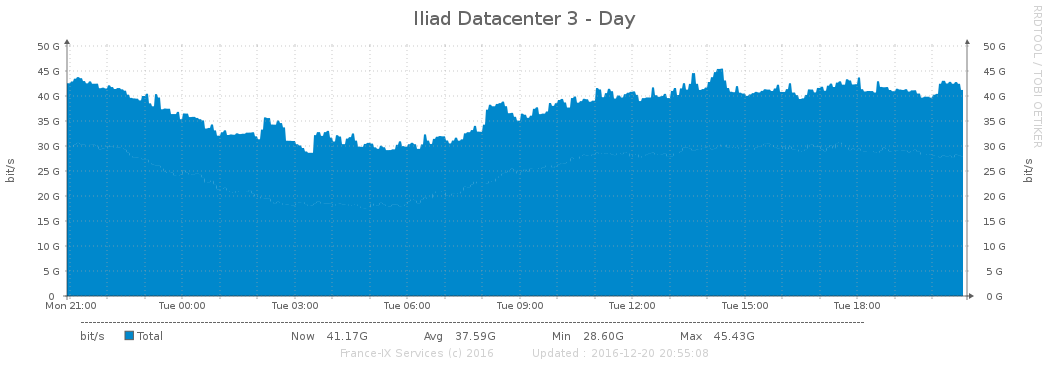 Iliad Datacenter 3 - Day
RRDTOOL / TOBI OETIKER
bit/s
50 G 50 G
45 G 45 G
40 G 40 G
35 G 35 G
30 G 30 G
25 G 25 G
20 G 20 G
15 G 15 G
10 G 10 G
5 G 5 G
0 0 G
bit/s
Mon 21:00 Tue 00:00 Tue 03:00 Tue 06:00 Tue 09:00 Tue 12:00 Tue 15:00 Tue 18:00
bit/s Total Now 41.17G Avg 37.59G Min 28.60G Max 45.43G
France-IX Services (c) 2016 Updated : 2016-12-20 20:55:08